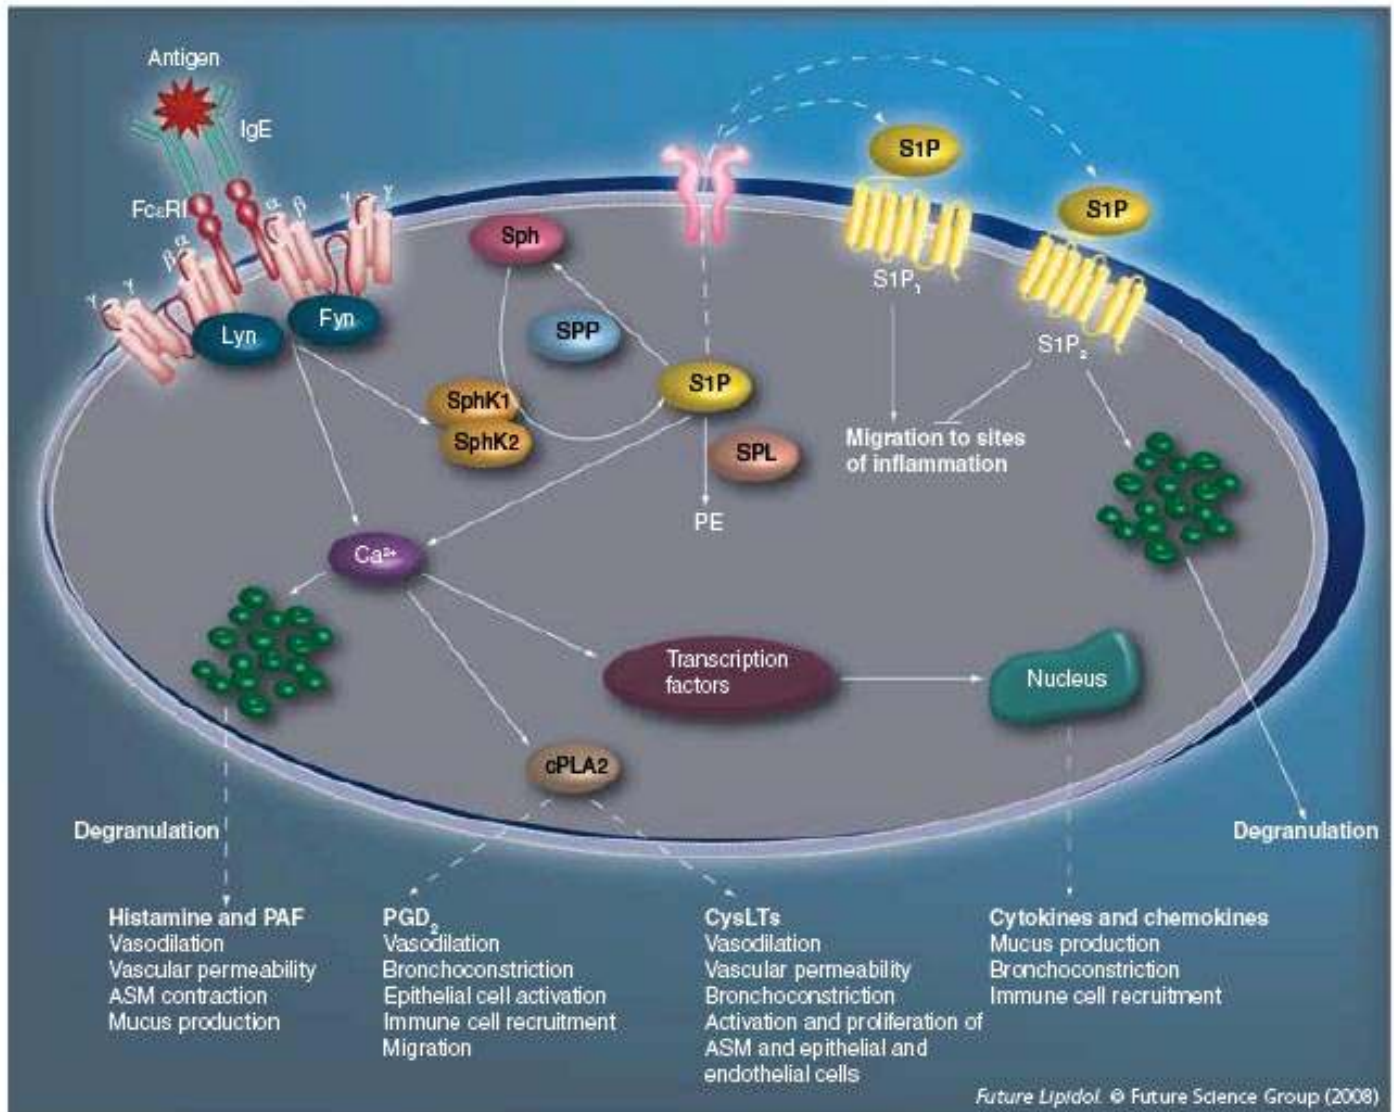 Antigen
IgE
FcεRI
α
β
γ
γ
β
α
γ
γ
Lyn
Fyn
Sph
SPP
SphK1
SphK2
S1P
SPL
PE
S1P
S1P
S1P₁
S1P₂
Migration to sites
of inflammation
Ca²⁺
Transcription
factors
Nucleus
cPLA2
Degranulation
Degranulation
Histamine and PAF
Vasodilation
Vascular permeability
ASM contraction
Mucus production
PGD₂
Vasodilation
Bronchoconstriction
Epithelial cell activation
Immune cell recruitment
Migration
CysLTs
Vasodilation
Vascular permeability
Bronchoconstriction
Activation and proliferation of
ASM and epithelial and
endothelial cells
Cytokines and chemokines
Mucus production
Bronchoconstriction
Immune cell recruitment
Future Lipidol. © Future Science Group (2008)